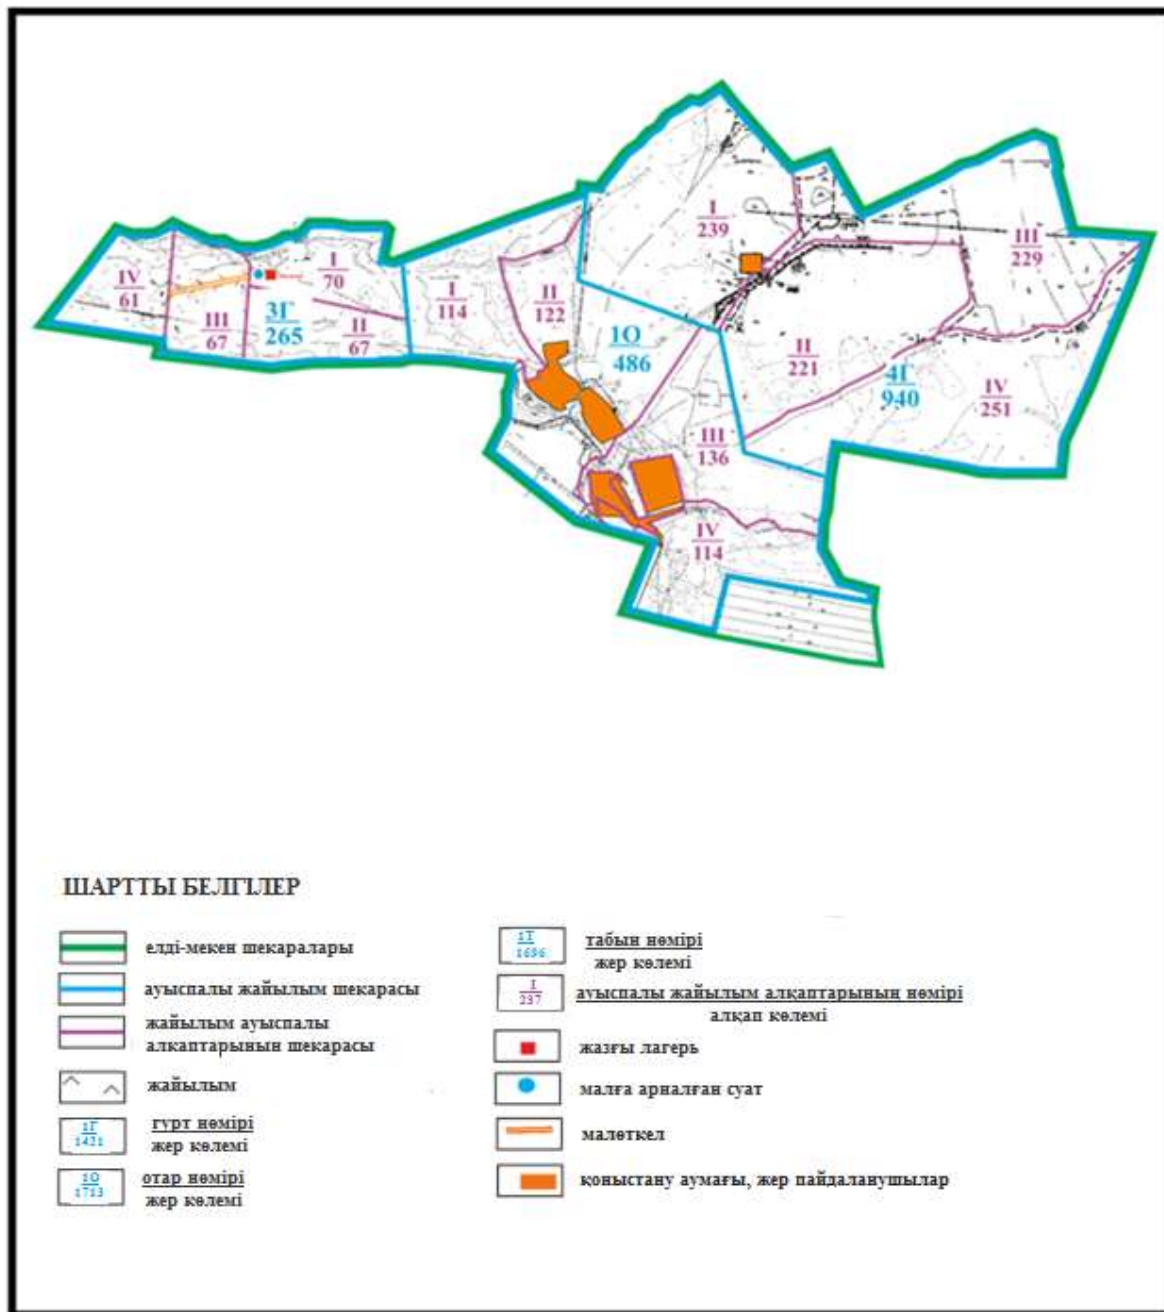 I
239
III
229
IV
61
I
70
III
67
3Г
265
II
67
I
114
II
122
1О
486
II
221
4Г
940
IV
251
III
136
IV
114
ШАРТТЫ БЕЛГІЛЕР
елді-мекен шекаралары
ауыспалы жайылым шекарасы
жайылым ауыспалы
алкаптарынын шекарасы
жайылым
1Г
1421
гурт нөмірі
жер көлемі
1О
1713
отар нөмірі
жер көлемі
1Т
1696
табын нөмірі
жер көлемі
I
237
ауыспалы жайылым алқаптарының нөмірі
алқап көлемі
жазғы лагерь
малға арналған суат
малөткел
қоныстану аумағы, жер пайдаланушылар